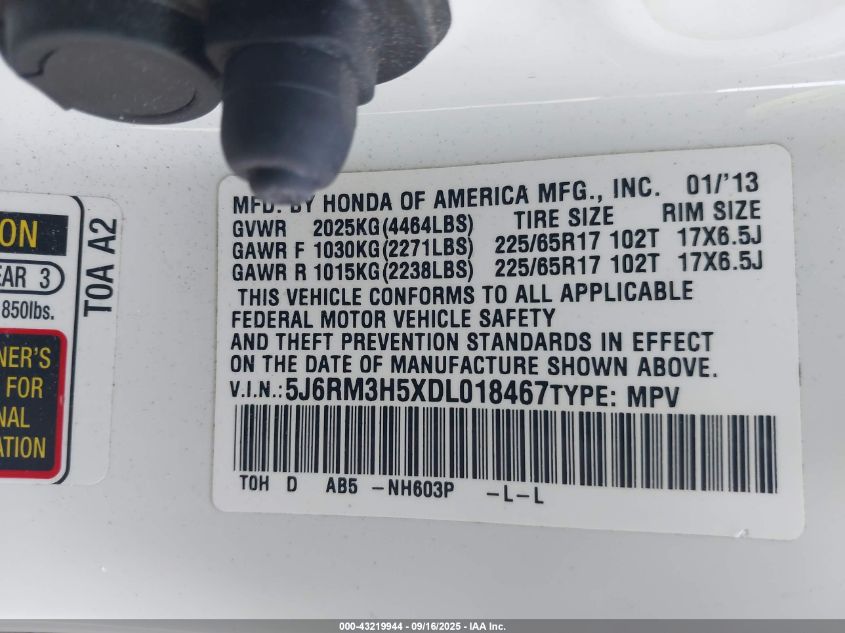 MFD. BY HONDA OF AMERICA MFG., INC. 01/'13
GVWR 2025KG(4464LBS) TIRE SIZE RIM SIZE
GAWR F 1030KG(2271LBS) 225/65R17 102T 17X6.5J
GAWR R 1015KG(2238LBS) 225/65R17 102T 17X6.5J
THIS VEHICLE CONFORMS TO ALL APPLICABLE
FEDERAL MOTOR VEHICLE SAFETY
AND THEFT PREVENTION STANDARDS IN EFFECT
ON THE DATE OF MANUFACTURE SHOWN ABOVE.
V.I.N.:5J6RM3H5XDL018467TYPE: MPV
T0H D AB5 -NH603P -L-L
ON
EAR 3
850lbs.
NER'S
FOR
NAL
ATION
T0A A2
000-43219944 - 09/16/2025 - IAA Inc.